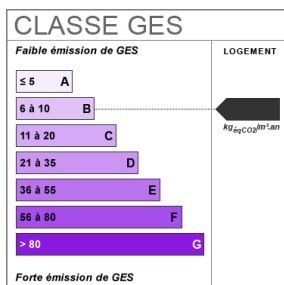 CLASSE GES
Faible émission de GES
LOGEMENT
≤ 5 A
6 à 10 B
kgéqCO2/m².an
11 à 20 C
21 à 35 D
36 à 55 E
56 à 80 F
> 80 G
Forte émission de GES